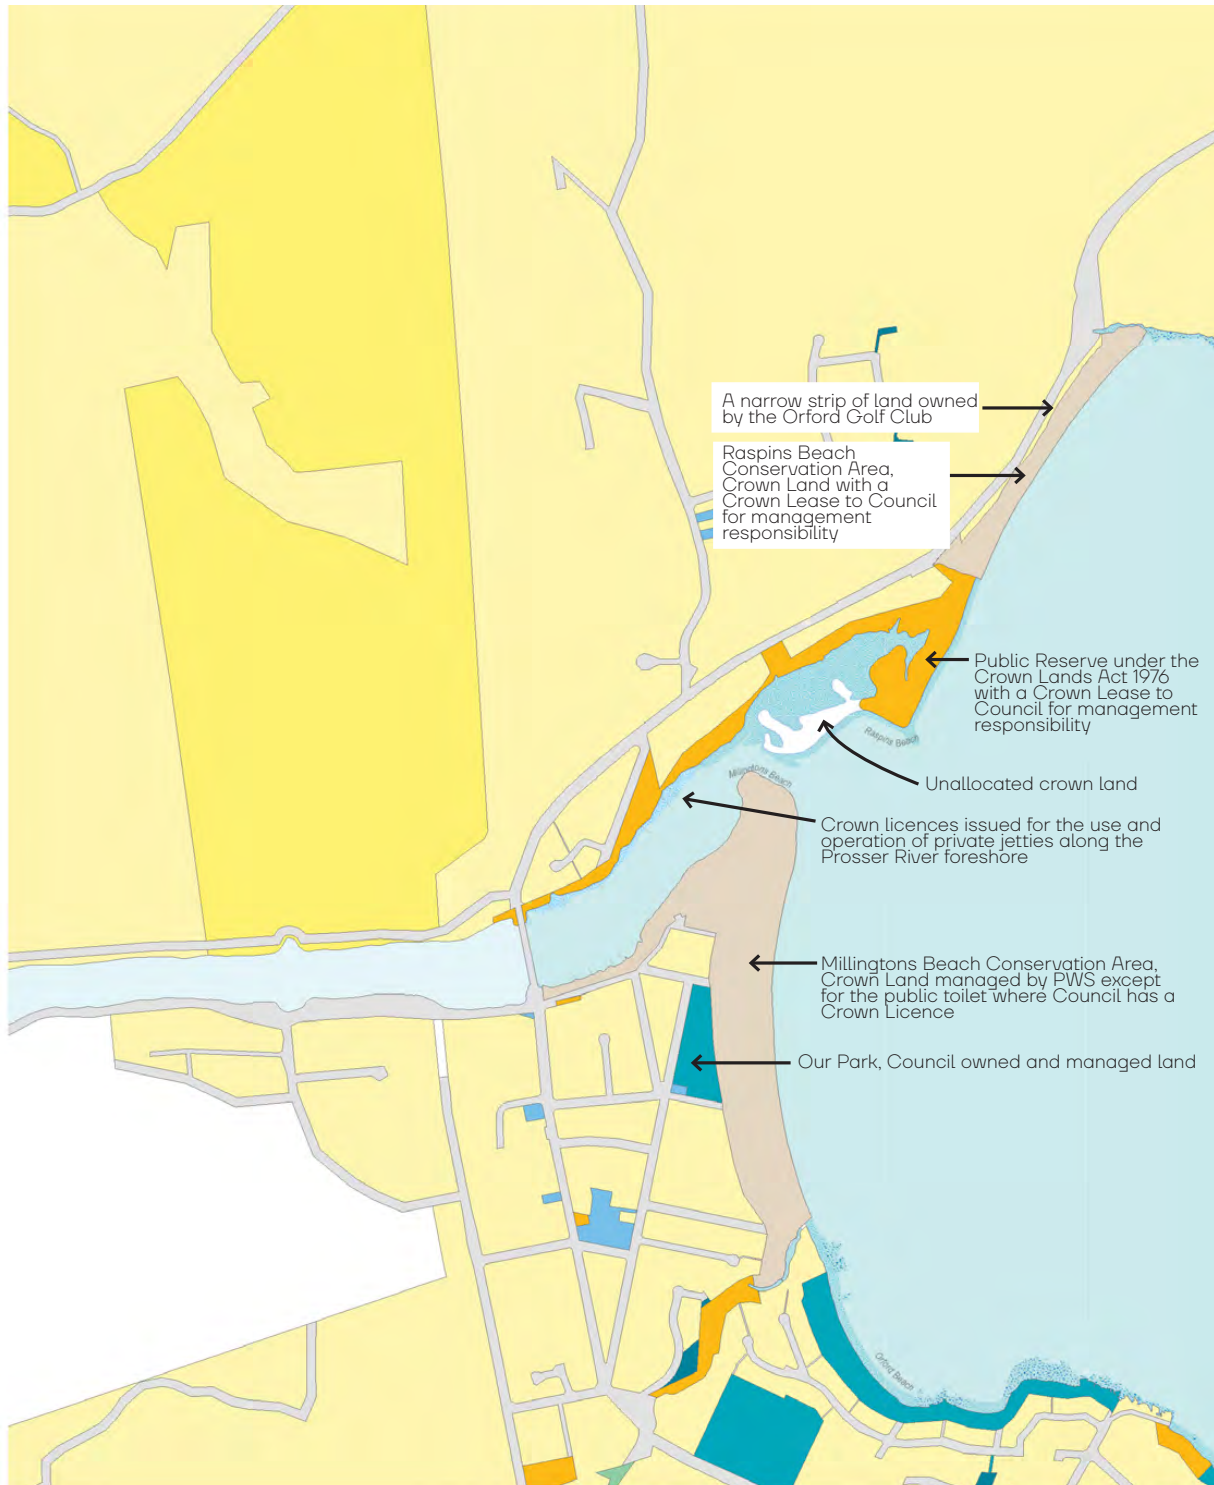 A narrow strip of land owned
by the Orford Golf Club
Raspins Beach
Conservation Area,
Crown Land with a
Crown Lease to Council
for management
responsibility
Public Reserve under the
Crown Lands Act 1976
with a Crown Lease to
Council for management
responsibility
Raspins Beach
Millingtons Beach
Unallocated crown land
Crown licences issued for the use and
operation of private jetties along the
Prosser River foreshore
Millingtons Beach Conservation Area,
Crown Land managed by PWS except
for the public toilet where Council has a
Crown Licence
Our Park, Council owned and managed land
Orford Beach